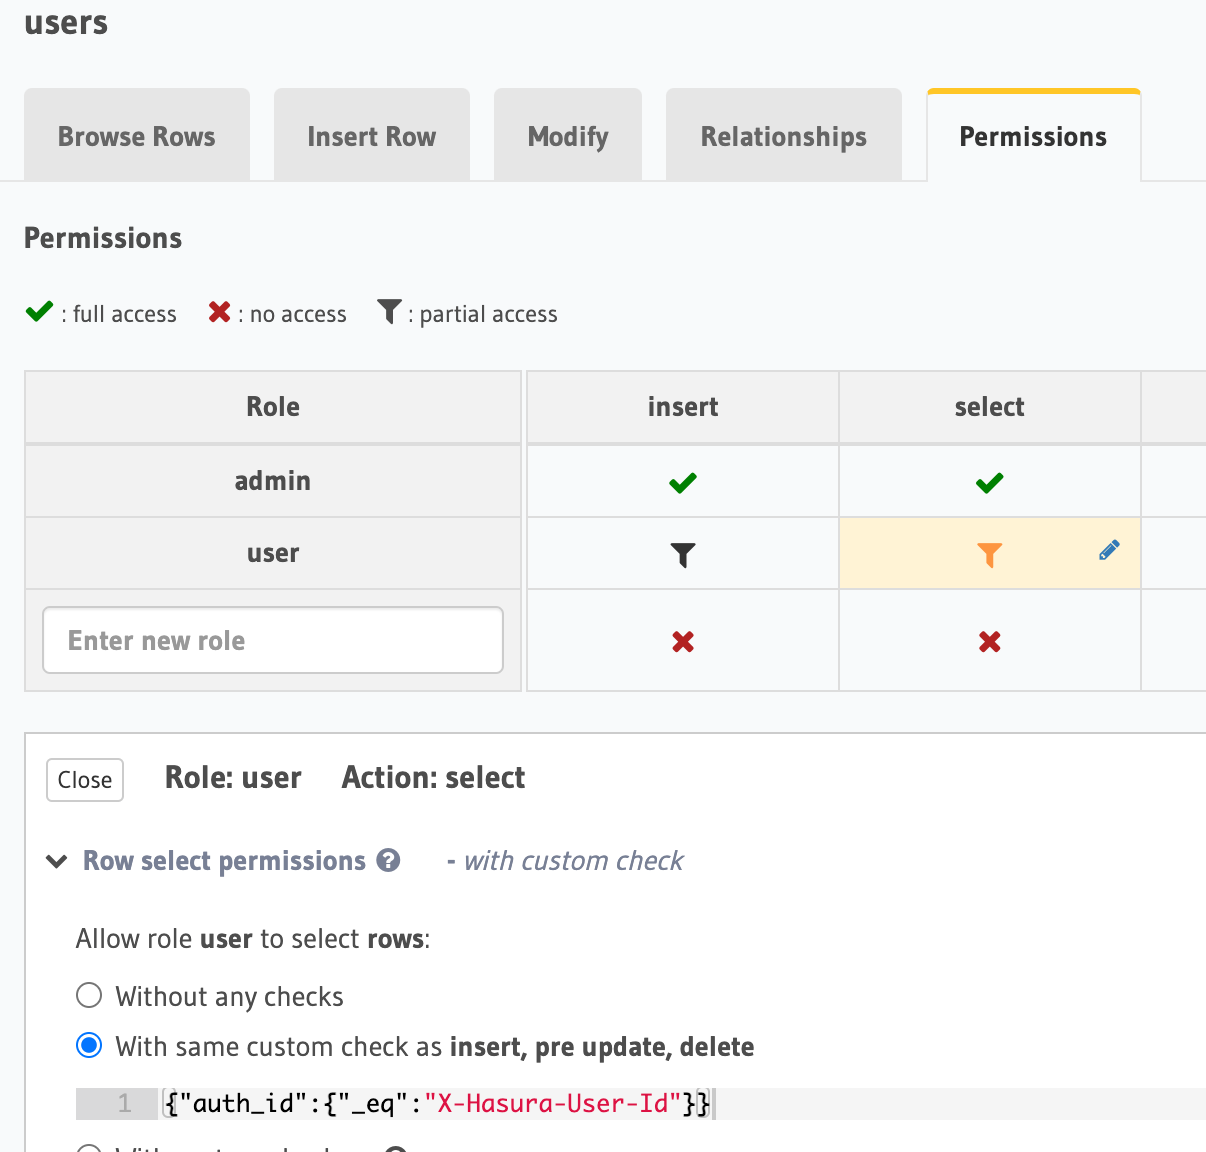 users
Browse Rows Insert Row Modify Relationships Permissions
Permissions
: full access : no access : partial access
Role insert select
admin
user
Enter new role
Close Role: user Action: select
Row select permissions ? - with custom check
Allow role user to select rows:
Without any checks
With same custom check as insert, pre update, delete
1 {"auth_id":{"_eq":"X-Hasura-User-Id"}}